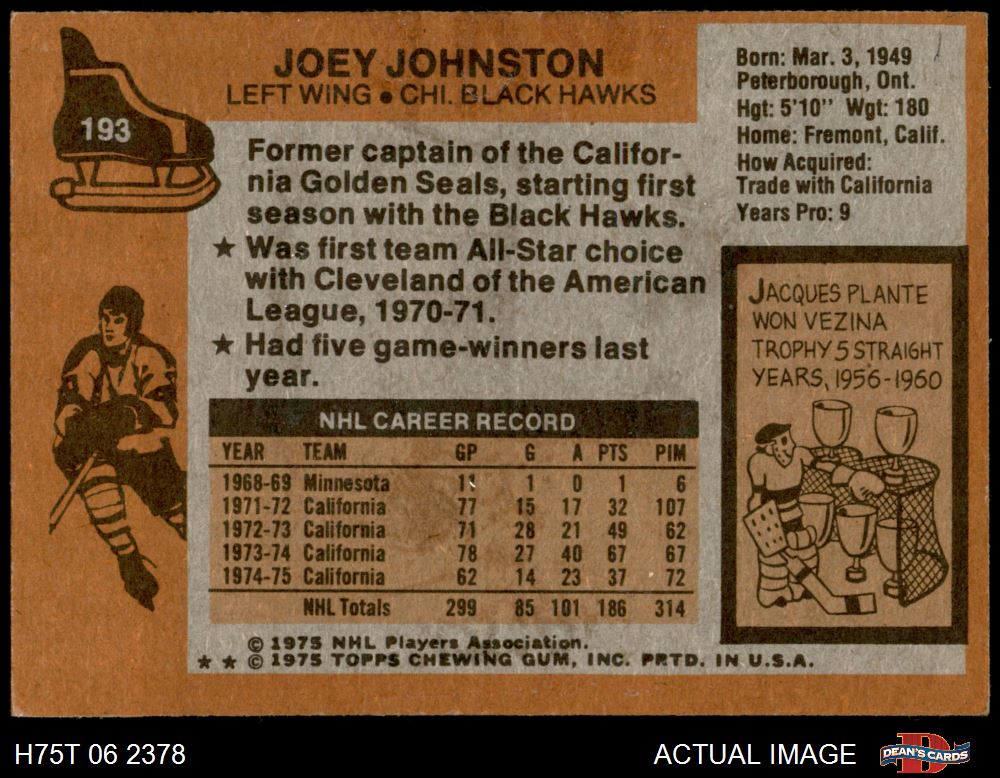 193
JOEY JOHNSTON
LEFT WING • CHI. BLACK HAWKS
Born: Mar. 3, 1949
Peterborough, Ont.
Hgt: 5'10" Wgt: 180
Home: Fremont, Calif.
How Acquired:
Trade with California
Years Pro: 9
Former captain of the Califor-
nia Golden Seals, starting first
season with the Black Hawks.
★ Was first team All-Star choice
with Cleveland of the American
League, 1970-71.
★ Had five game-winners last
year.
JACQUES PLANTE
WON VEZINA
TROPHY 5 STRAIGHT
YEARS, 1956-1960
NHL CAREER RECORD
YEAR TEAM GP G A PTS PIM
1968-69 Minnesota 11 1 0 1 6
1971-72 California 77 15 17 32 107
1972-73 California 71 28 21 49 62
1973-74 California 78 27 40 67 67
1974-75 California 62 14 23 37 72
NHL Totals 299 85 101 186 314
© 1975 NHL Players Association.
★ ★ © 1975 TOPPS CHEWING GUM, INC. PRTD. IN U.S.A.
H75T 06 2378
ACTUAL IMAGE
D
DEAN'S CARDS